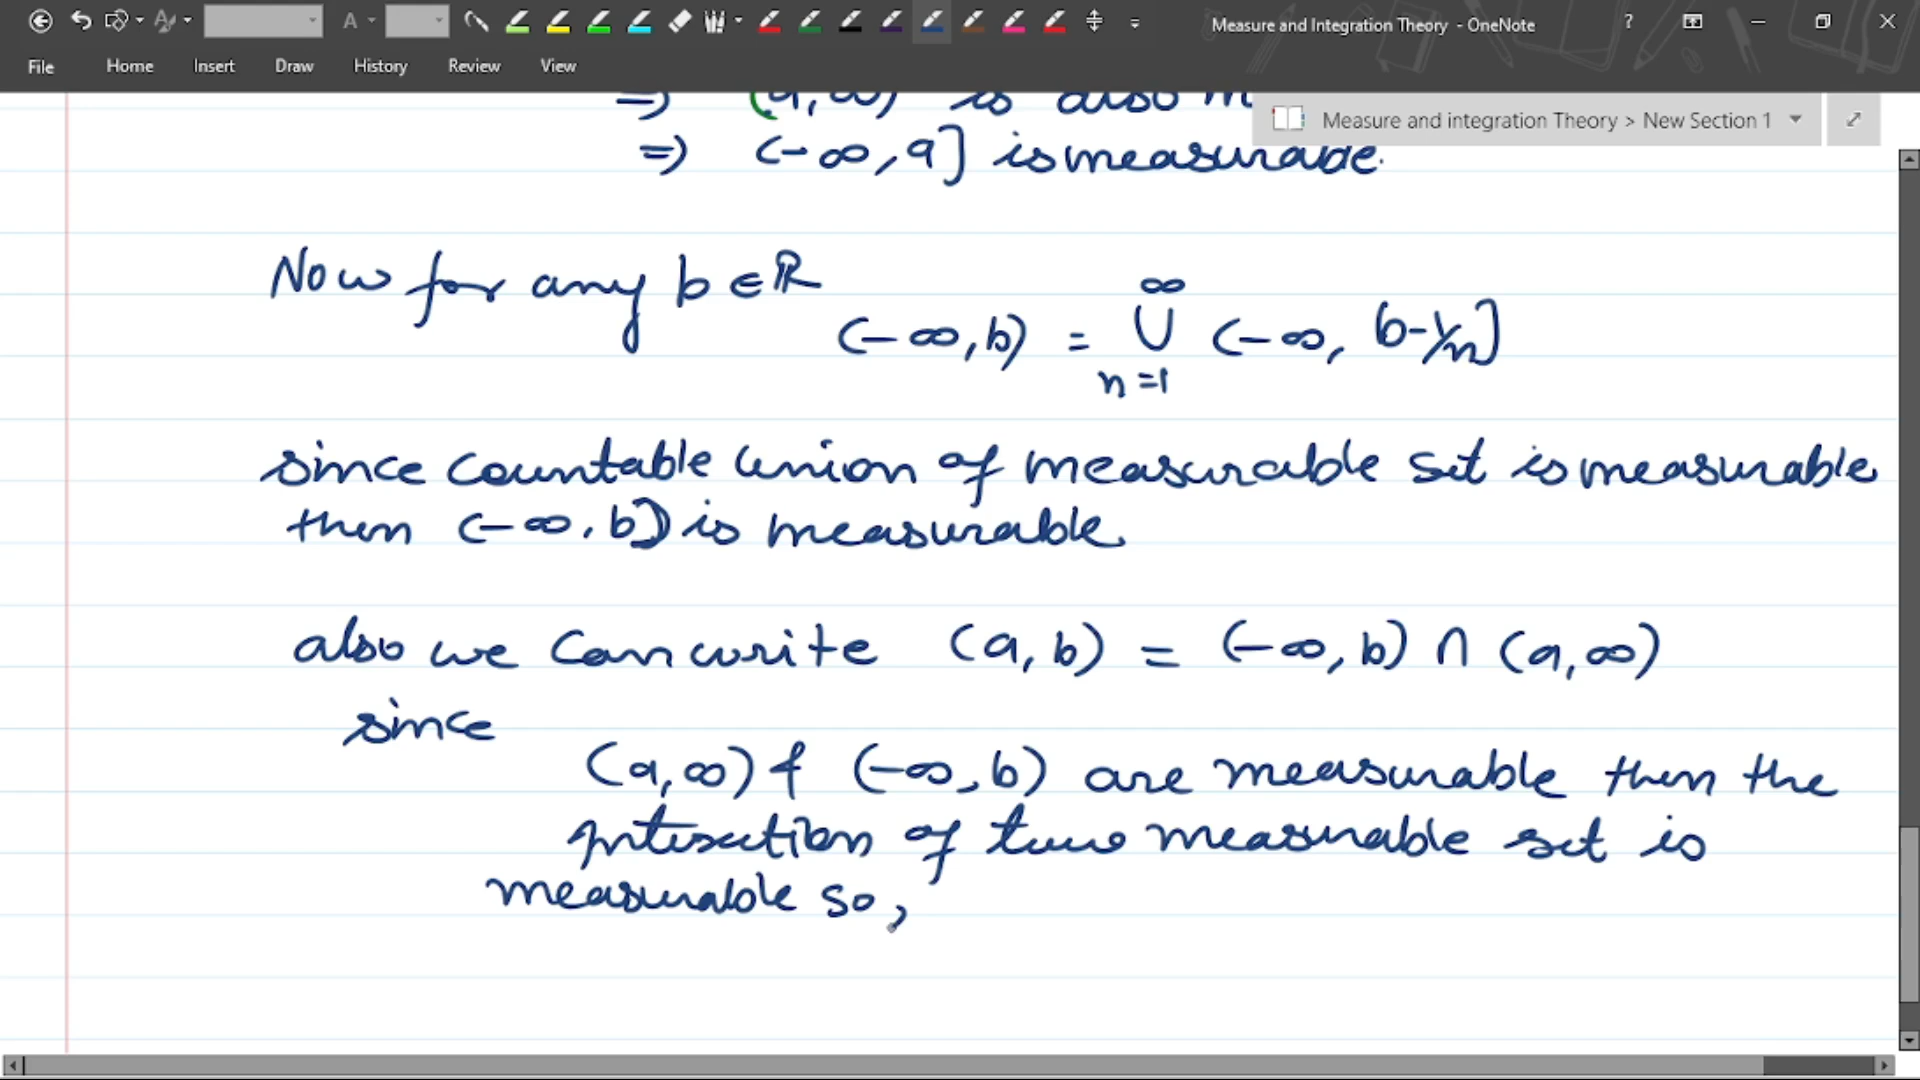 Measure and Integration Theory - OneNote
File Home Insert Draw History Review View
Measure and integration Theory > New Section 1
=> (a, ∞) is also m
=> (-∞, a] is measurable.
Now for any b ∈ ℝ
(-∞, b) = ∞ ∪ n=1 (-∞, b-1/n]
since countable union of measurable set is measurable
then (-∞, b) is measurable
also we can write (a, b) = (-∞, b) ∩ (a, ∞)
since
(a, ∞) & (-∞, b) are measurable then the
intersection of two measurable set is
measurable so,